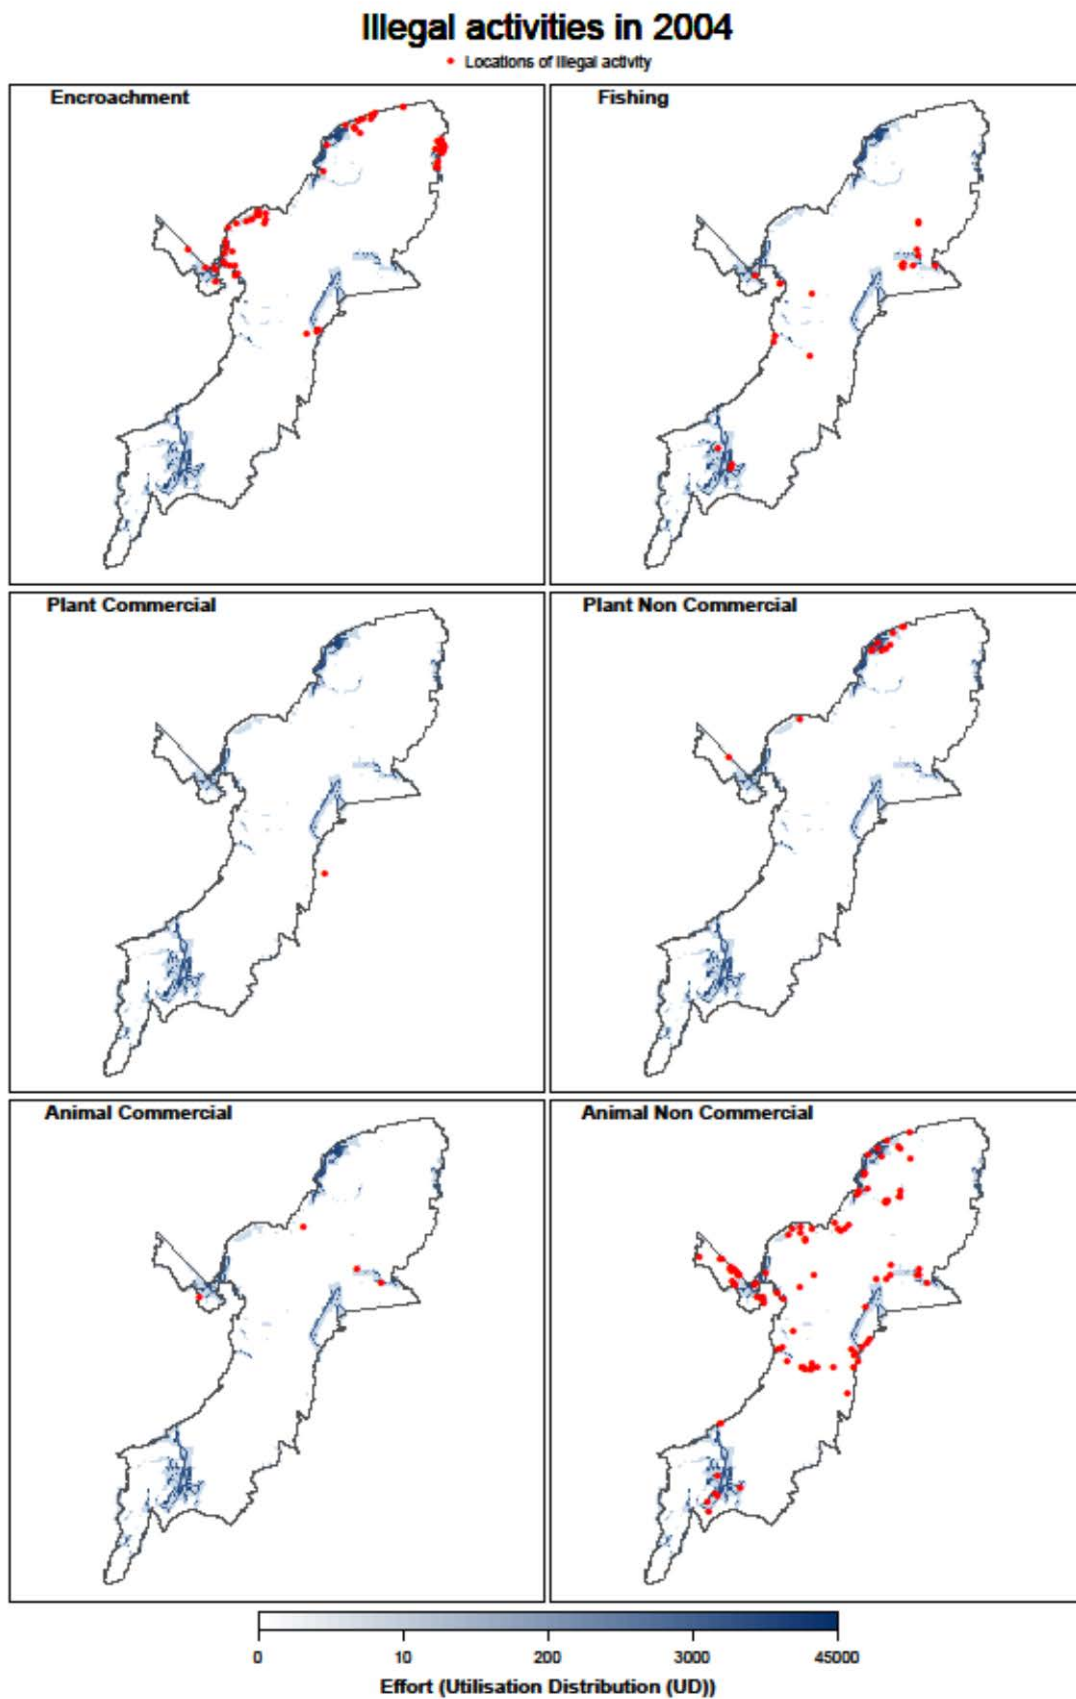 Illegal activities in 2004
Locations of illegal activity
Encroachment
Fishing
Plant Commercial
Plant Non Commercial
Animal Commercial
Animal Non Commercial
0 10 200 3000 45000
Effort (Utilisation Distribution (UD))